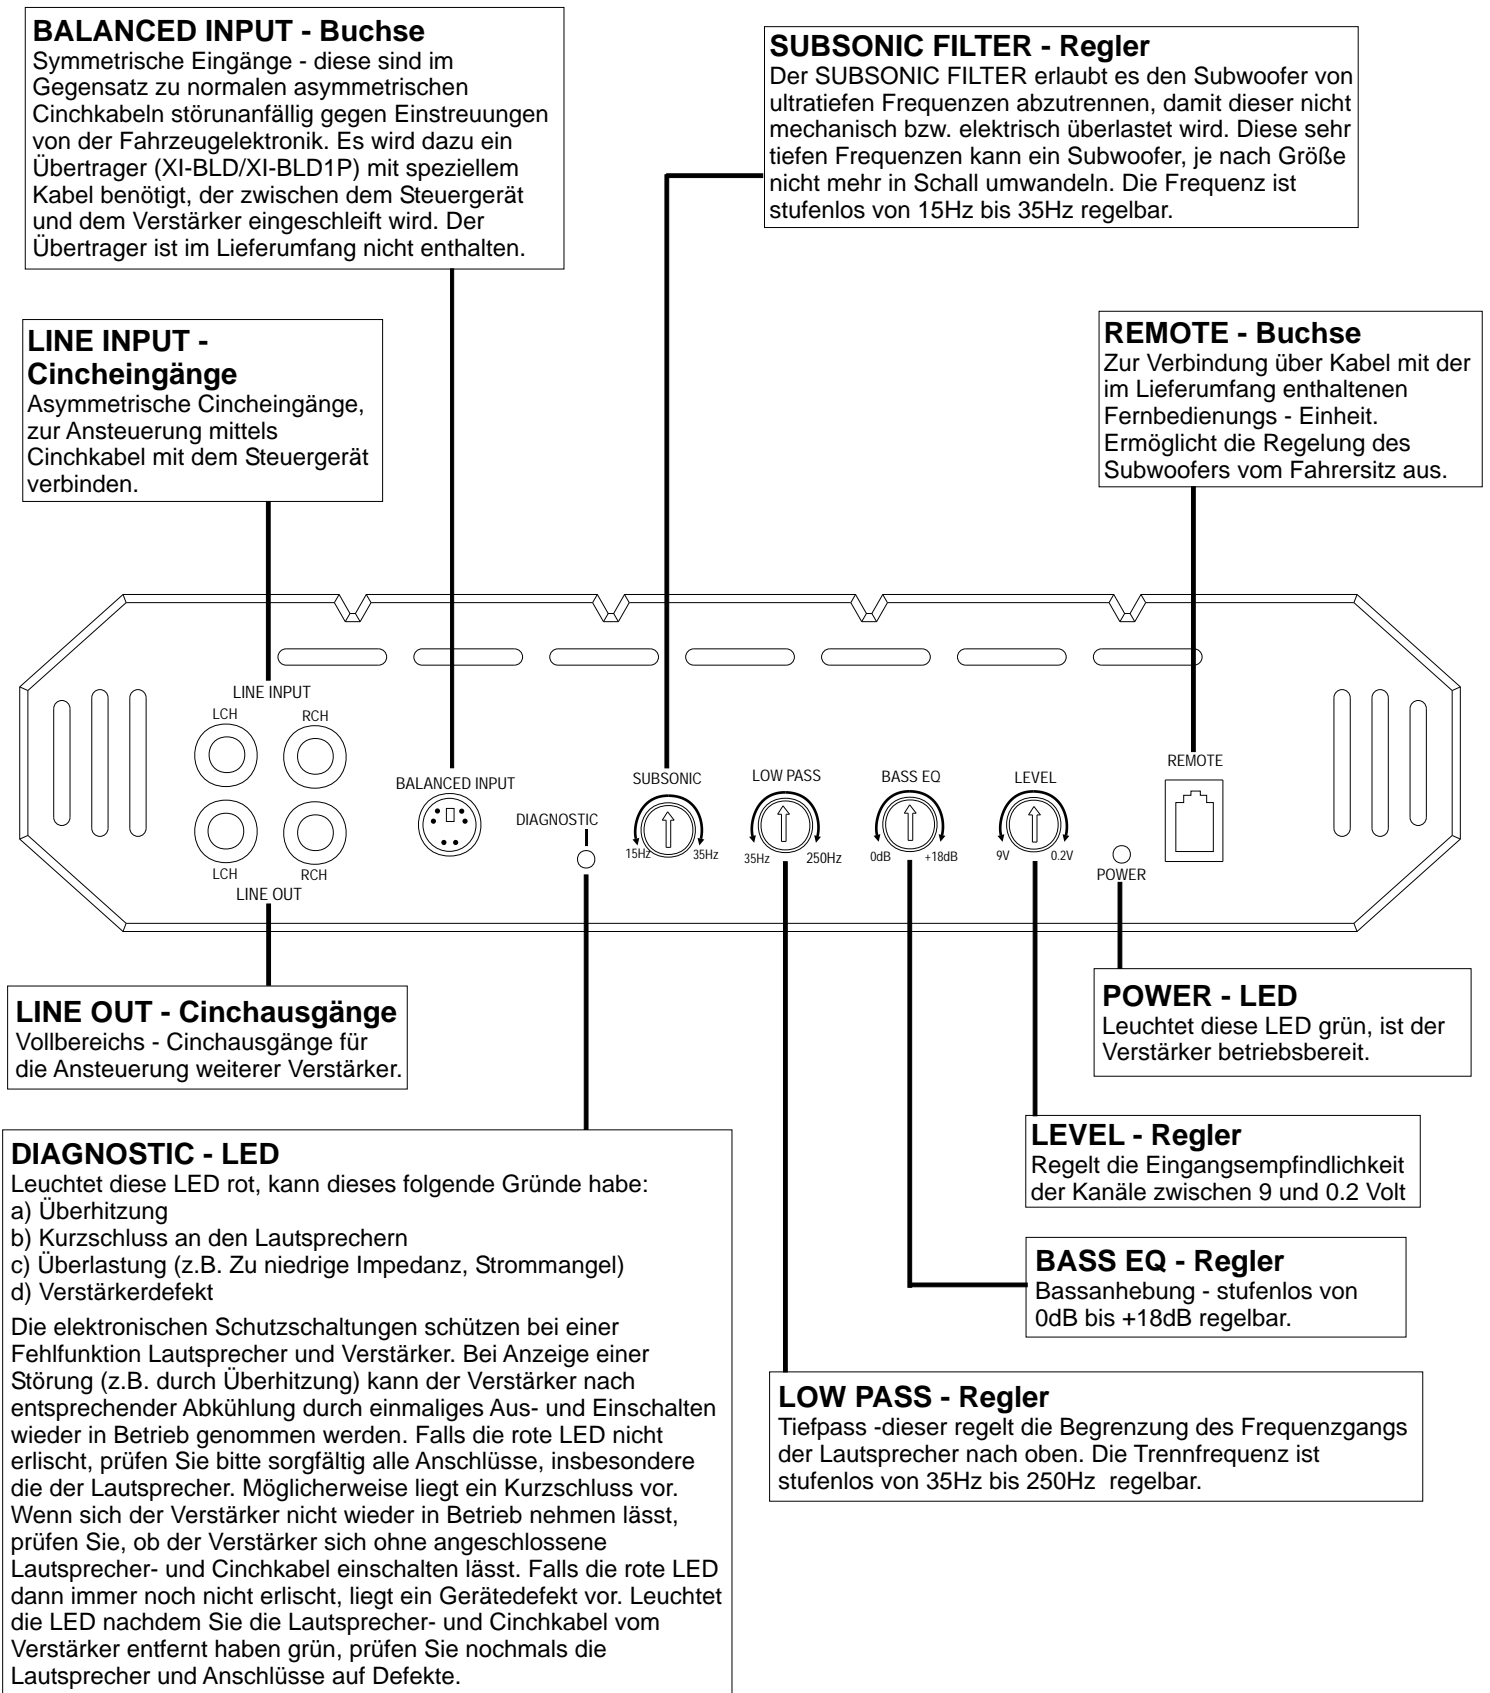 BALANCED INPUT - Buchse
Symmetrische Eingänge - diese sind im
Gegensatz zu normalen asymmetrischen
Cinchkabeln störunanfällig gegen Einstreuungen
von der Fahrzeugelektronik. Es wird dazu ein
Übertrager (XI-BLD/XI-BLD1P) mit speziellem
Kabel benötigt, der zwischen dem Steuergerät
und dem Verstärker eingeschleift wird. Der
Übertrager ist im Lieferumfang nicht enthalten.
SUBSONIC FILTER - Regler
Der SUBSONIC FILTER erlaubt es den Subwoofer von
ultratiefen Frequenzen abzutrennen, damit dieser nicht
mechanisch bzw. elektrisch überlastet wird. Diese sehr
tiefen Frequenzen kann ein Subwoofer, je nach Größe
nicht mehr in Schall umwandeln. Die Frequenz ist
stufenlos von 15Hz bis 35Hz regelbar.
LINE INPUT -
Cincheingänge
Asymmetrische Cincheingänge,
zur Ansteuerung mittels
Cinchkabel mit dem Steuergerät
verbinden.
REMOTE - Buchse
Zur Verbindung über Kabel mit der
im Lieferumfang enthaltenen
Fernbedienungs - Einheit.
Ermöglicht die Regelung des
Subwoofers vom Fahrersitz aus.
LINE INPUT
LCH RCH
BALANCED INPUT
DIAGNOSTIC
SUBSONIC
15Hz 35Hz
LOW PASS
35Hz 250Hz
BASS EQ
0dB +18dB
LEVEL
9V 0.2V
POWER
REMOTE
LCH RCH
LINE OUT
LINE OUT - Cinchausgänge
Vollbereichs - Cinchausgänge für
die Ansteuerung weiterer Verstärker.
POWER - LED
Leuchtet diese LED grün, ist der
Verstärker betriebsbereit.
DIAGNOSTIC - LED
Leuchtet diese LED rot, kann dieses folgende Gründe habe:
a) Überhitzung
b) Kurzschluss an den Lautsprechern
c) Überlastung (z.B. Zu niedrige Impedanz, Strommangel)
d) Verstärkerdefekt
Die elektronischen Schutzschaltungen schützen bei einer
Fehlfunktion Lautsprecher und Verstärker. Bei Anzeige einer
Störung (z.B. durch Überhitzung) kann der Verstärker nach
entsprechender Abkühlung durch einmaliges Aus- und Einschalten
wieder in Betrieb genommen werden. Falls die rote LED nicht
erlischt, prüfen Sie bitte sorgfältig alle Anschlüsse, insbesondere
die der Lautsprecher. Möglicherweise liegt ein Kurzschluss vor.
Wenn sich der Verstärker nicht wieder in Betrieb nehmen lässt,
prüfen Sie, ob der Verstärker sich ohne angeschlossene
Lautsprecher- und Cinchkabel einschalten lässt. Falls die rote LED
dann immer noch nicht erlischt, liegt ein Gerätedefekt vor. Leuchtet
die LED nachdem Sie die Lautsprecher- und Cinchkabel vom
Verstärker entfernt haben grün, prüfen Sie nochmals die
Lautsprecher und Anschlüsse auf Defekte.
LEVEL - Regler
Regelt die Eingangsempfindlichkeit
der Kanäle zwischen 9 und 0.2 Volt
BASS EQ - Regler
Bassanhebung - stufenlos von
0dB bis +18dB regelbar.
LOW PASS - Regler
Tiefpass -dieser regelt die Begrenzung des Frequenzgangs
der Lautsprecher nach oben. Die Trennfrequenz ist
stufenlos von 35Hz bis 250Hz  regelbar.